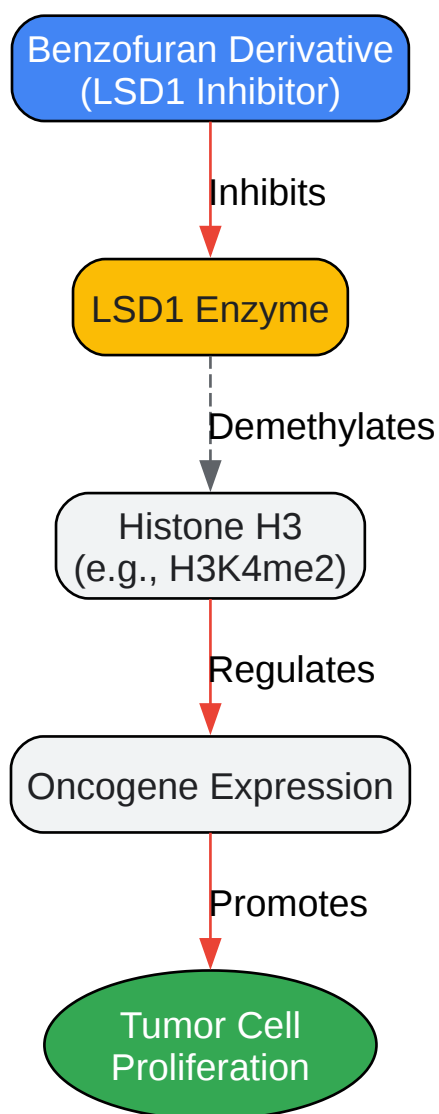 Benzofuran Derivative
(LSD1 Inhibitor)
Inhibits
LSD1 Enzyme
Demethylates
Histone H3
(e.g., H3K4me2)
Regulates
Oncogene Expression
Promotes
Tumor Cell
Proliferation